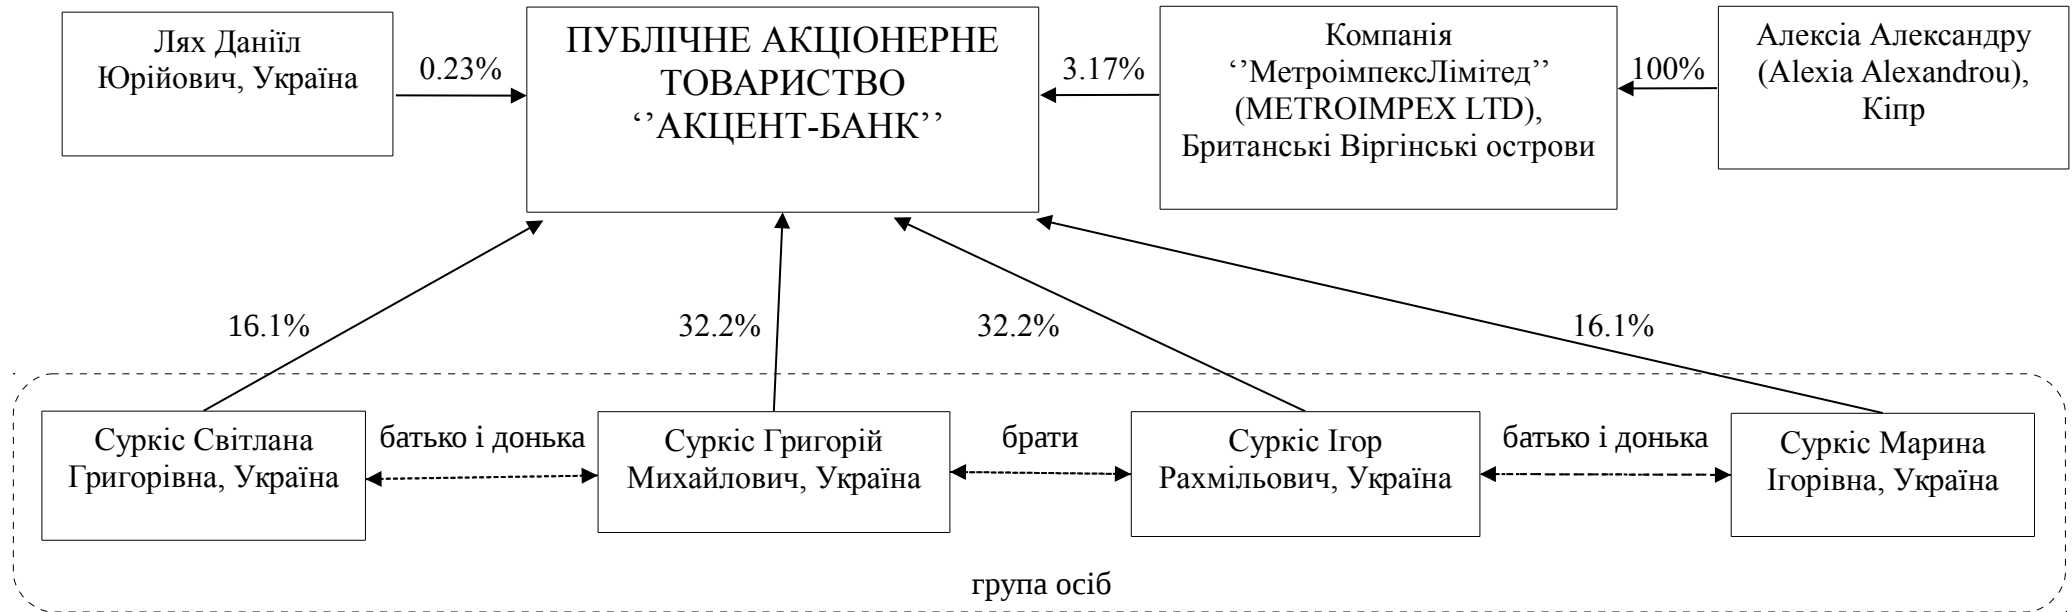 Лях Даніїл
Юрійович, Україна
0.23%
ПУБЛІЧНЕ АКЦІОНЕРНЕ
ТОВАРИСТВО
‘’АКЦЕНТ-БАНК’’
3.17%
Компанія
‘’МетроімпексЛімітед’’
(METROIMPEX LTD),
Британські Віргінські острови
100%
Алексіа Александру
(Alexia Alexandrou),
Кіпр
16.1%
32.2%
32.2%
16.1%
Суркіс Світлана
Григорівна, Україна
батько і донька
Суркіс Григорій
Михайлович, Україна
брати
Суркіс Ігор
Рахмільович, Україна
батько і донька
Суркіс Марина
Ігорівна, Україна
група осіб